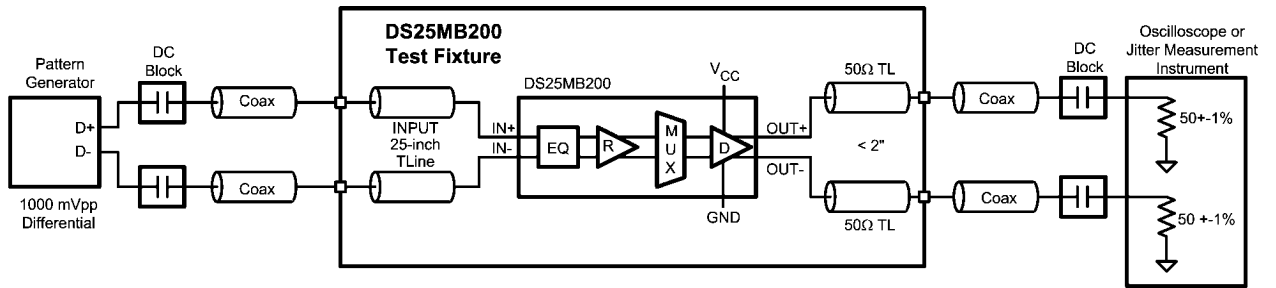 DS25MB200
Test Fixture
Pattern
Generator
D+
D-
1000 mVpp
Differential
DC
Block
Coax
Coax
INPUT
25-inch
TLine
DS25MB200
IN+
IN-
EQ
R
M
U
X
D
VCC
GND
OUT+
OUT-
50Ω TL
< 2"
50Ω TL
Coax
Coax
DC
Block
Oscilloscope or
Jitter Measurement
Instrument
50+-1%
50 +-1%